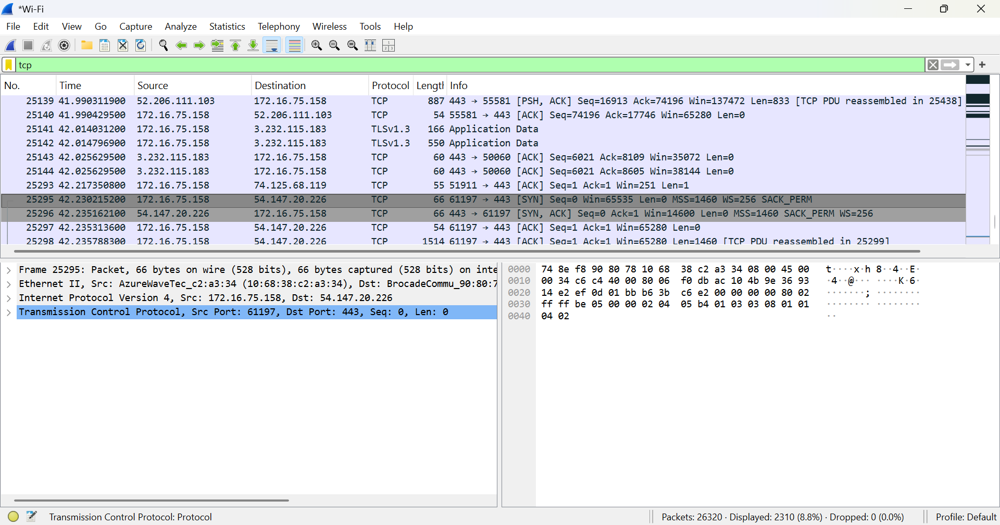 *Wi-Fi
File Edit View Go Capture Analyze Statistics Telephony Wireless Tools Help
tcp
No. Time Source Destination Protocol Length Info
25139 41.990311900 52.206.111.103 172.16.75.158 TCP 887 443 → 55581 [PSH, ACK] Seq=16913 Ack=74196 Win=137472 Len=833 [TCP PDU reassembled in 25438]
25140 41.990429500 172.16.75.158 52.206.111.103 TCP 54 55581 → 443 [ACK] Seq=74196 Ack=17746 Win=65280 Len=0
25141 42.014031200 172.16.75.158 3.232.115.183 TLSv1.3 166 Application Data
25142 42.014796900 172.16.75.158 3.232.115.183 TLSv1.3 550 Application Data
25143 42.025629500 3.232.115.183 172.16.75.158 TCP 60 443 → 50060 [ACK] Seq=6021 Ack=8109 Win=35072 Len=0
25144 42.025629500 3.232.115.183 172.16.75.158 TCP 60 443 → 50060 [ACK] Seq=6021 Ack=8605 Win=38144 Len=0
25293 42.217350800 172.16.75.158 74.125.68.119 TCP 55 51911 → 443 [ACK] Seq=1 Ack=1 Win=251 Len=1
25295 42.230215200 172.16.75.158 54.147.20.226 TCP 66 61197 → 443 [SYN] Seq=0 Win=65535 Len=0 MSS=1460 WS=256 SACK_PERM
25296 42.235162100 54.147.20.226 172.16.75.158 TCP 66 443 → 61197 [SYN, ACK] Seq=0 Ack=1 Win=14600 Len=0 MSS=1460 SACK_PERM WS=256
25297 42.235313600 172.16.75.158 54.147.20.226 TCP 54 61197 → 443 [ACK] Seq=1 Ack=1 Win=65280 Len=0
25298 42.235788300 172.16.75.158 54.147.20.226 TCP 1514 61197 → 443 [ACK] Seq=1 Ack=1 Win=65280 Len=1460 [TCP PDU reassembled in 25299]
Frame 25295: Packet, 66 bytes on wire (528 bits), 66 bytes captured (528 bits) on inte
Ethernet II, Src: AzureWaveTec_c2:a3:34 (10:68:38:c2:a3:34), Dst: BrocadeCommu_90:80:7
Internet Protocol Version 4, Src: 172.16.75.158, Dst: 54.147.20.226
Transmission Control Protocol, Src Port: 61197, Dst Port: 443, Seq: 0, Len: 0
0000 74 8e f8 90 80 78 10 68 38 c2 a3 34 08 00 45 00 t····x·h 8··4··E·
0010 00 34 c6 c4 40 00 80 06 f0 db ac 10 4b 9e 36 93 ·4··@··· ····K·6·
0020 14 e2 ef 0d 01 bb b6 3b c6 e2 00 00 00 00 80 02 ·······; ········
0030 ff ff be 05 00 00 02 04 05 b4 01 03 03 08 01 01 ········ ········
0040 04 02 ··
Transmission Control Protocol: Protocol
Packets: 26320 · Displayed: 2310 (8.8%) · Dropped: 0 (0.0%)
Profile: Default